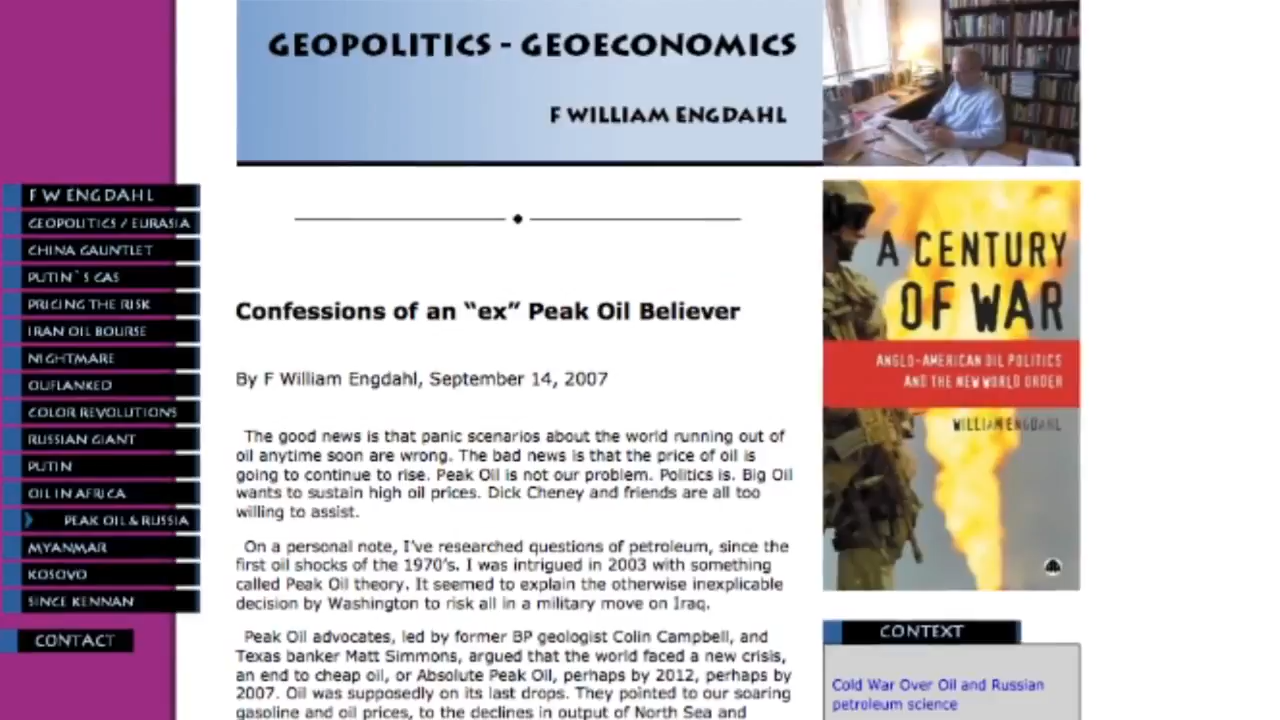 GEOPOLITICS - GEOECONOMICS
F WILLIAM ENGDAHL
F W ENGDAHL
GEOPOLITICS / EURASIA
CHINA GAUNTLET
PUTIN`S GAS
PRICING THE RISK
IRAN OIL BOURSE
NIGHTMARE
OUFLANKED
COLOR REVOLUTIONS
RUSSIAN GIANT
PUTIN
OIL IN AFRICA
PEAK OIL & RUSSIA
MYANMAR
KOSOVO
SINCE KENNAN
CONTACT
Confessions of an “ex” Peak Oil Believer
By F William Engdahl, September 14, 2007
The good news is that panic scenarios about the world running out of
oil anytime soon are wrong. The bad news is that the price of oil is
going to continue to rise. Peak Oil is not our problem. Politics is. Big Oil
wants to sustain high oil prices. Dick Cheney and friends are all too
willing to assist.
On a personal note, I've researched questions of petroleum, since the
first oil shocks of the 1970's. I was intrigued in 2003 with something
called Peak Oil theory. It seemed to explain the otherwise inexplicable
decision by Washington to risk all in a military move on Iraq.
Peak Oil advocates, led by former BP geologist Colin Campbell, and
Texas banker Matt Simmons, argued that the world faced a new crisis,
an end to cheap oil, or Absolute Peak Oil, perhaps by 2012, perhaps by
2007. Oil was supposedly on its last drops. They pointed to our soaring
gasoline and oil prices, to the declines in output of North Sea and
A CENTURY
OF WAR
ANGLO-AMERICAN OIL POLITICS
AND THE NEW WORLD ORDER
WILLIAM ENGDAHL
CONTEXT
Cold War Over Oil and Russian
petroleum science